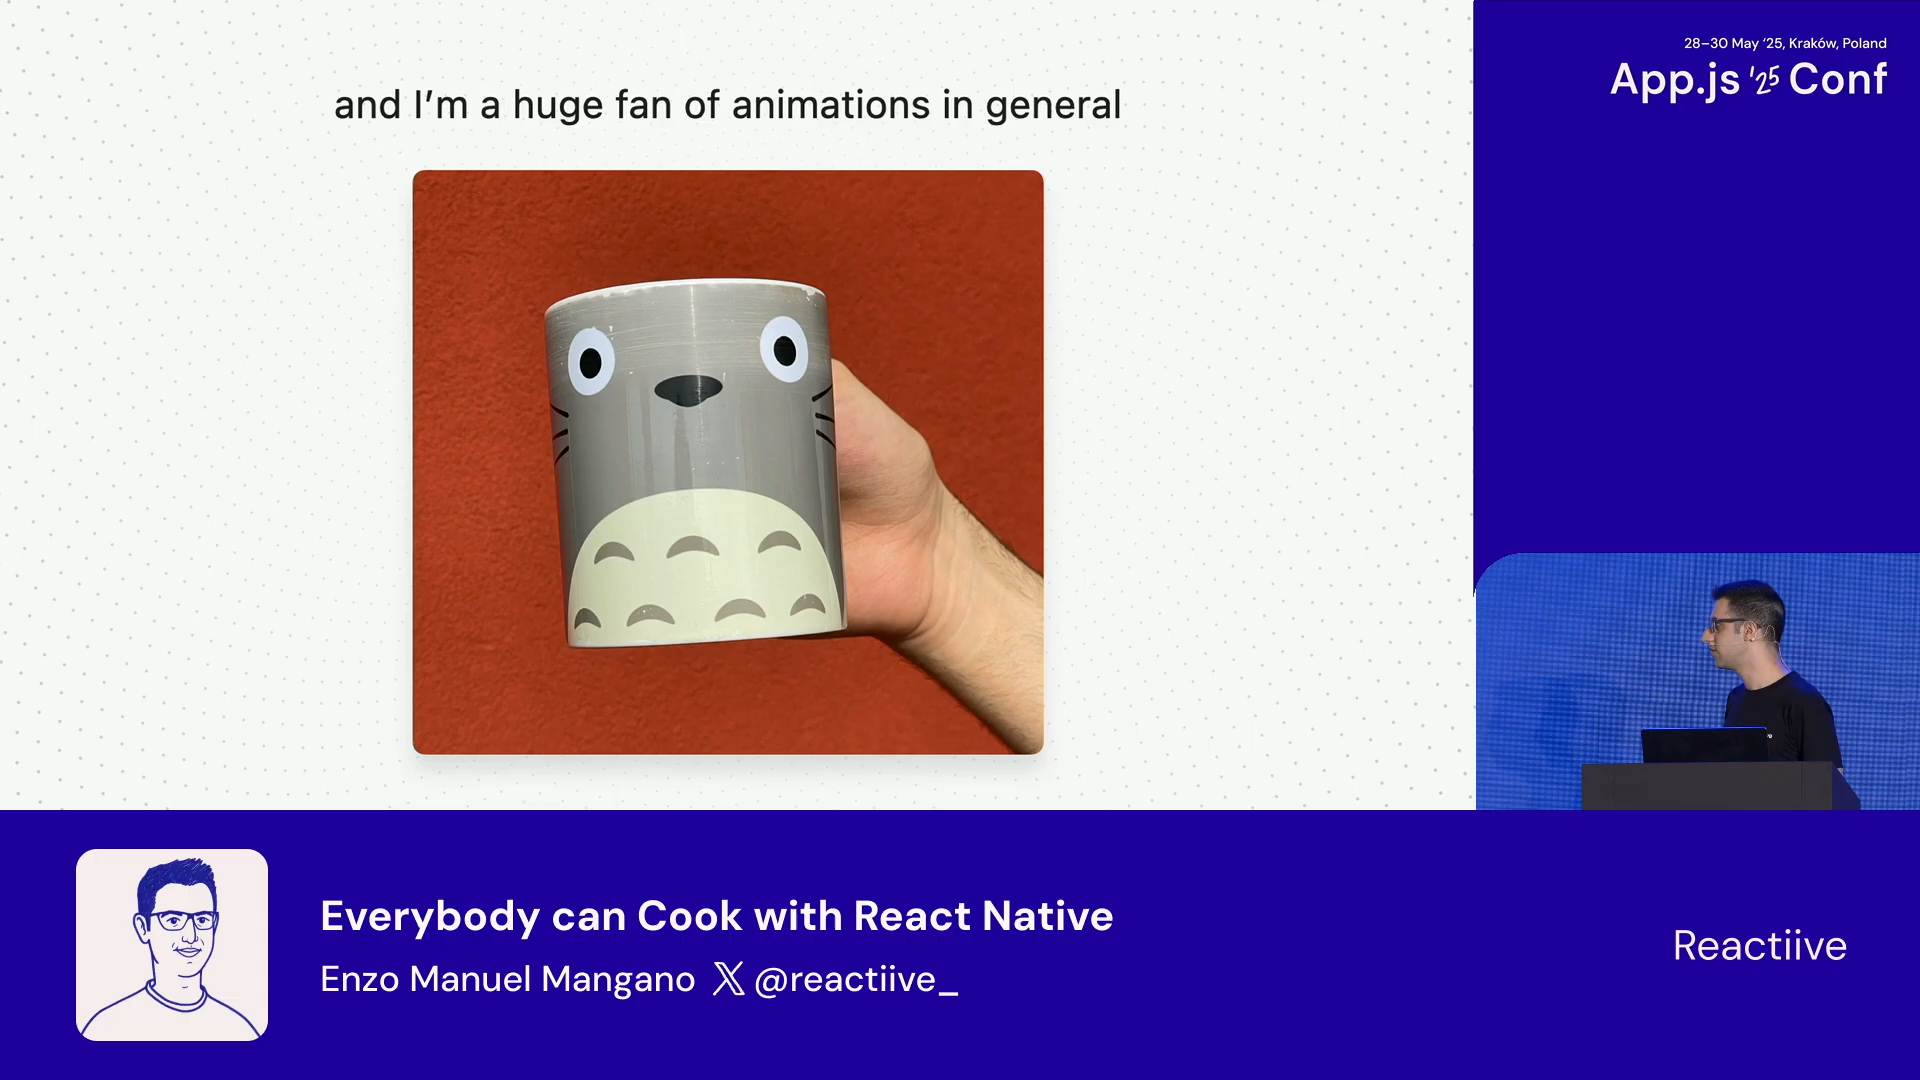 and I'm a huge fan of animations in general
28–30 May '25, Kraków, Poland
App.js '25 Conf
Everybody can Cook with React Native
Enzo Manuel Mangano 𝕏 @reactiive_
Reactiive